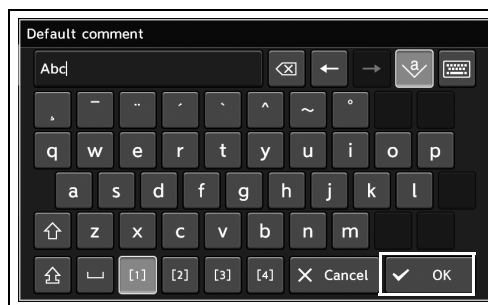 Default comment
Abc
a
¸ ¯ ¨ ´ ` ^ ~ °
q w e r t y u i o p
a s d f g h j k l
z x c v b n m
[1] [2] [3] [4] Cancel OK